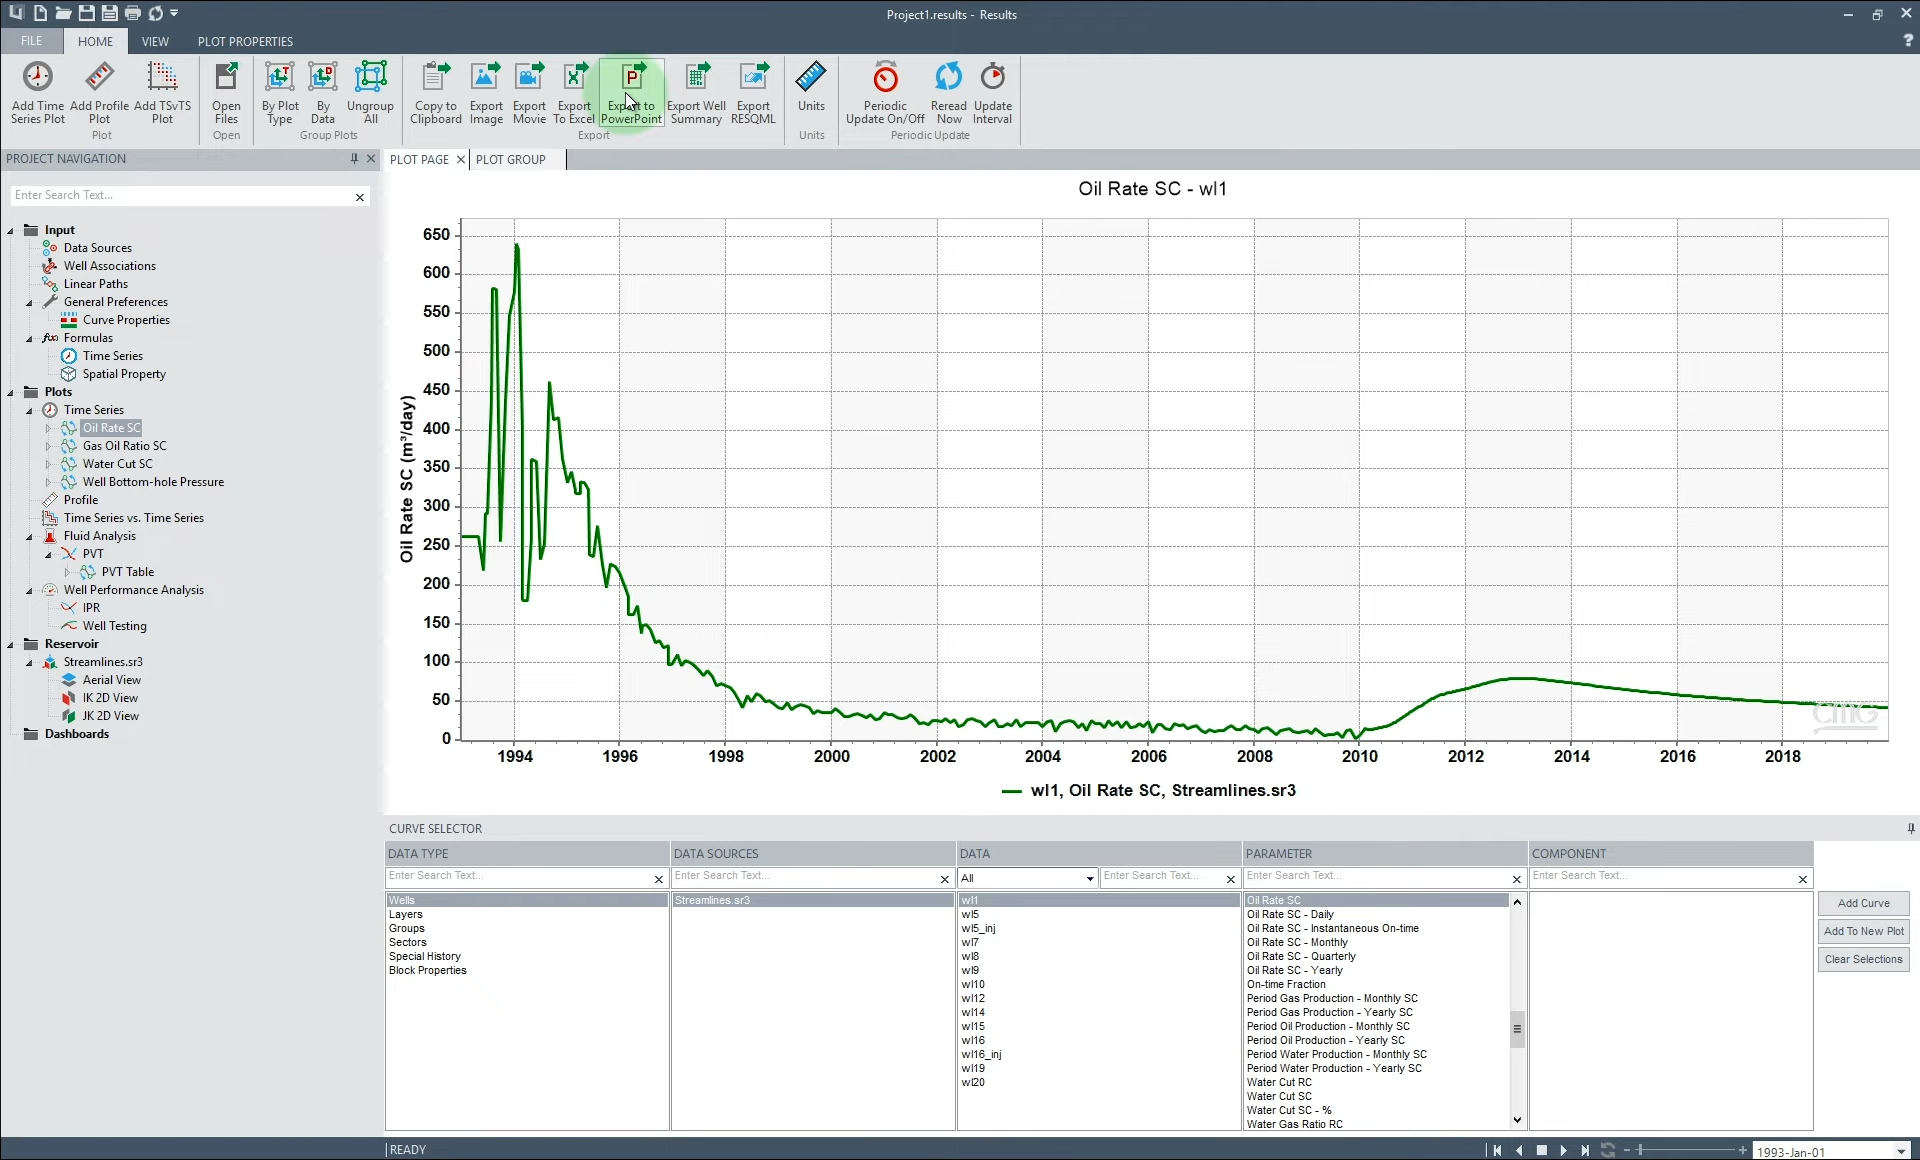 Project1.results - Results
FILE HOME VIEW PLOT PROPERTIES
?
Add Time Series Plot
Add Profile Plot
Add TSvTS Plot
Plot
Open Files
Open
By Plot Type
By Data
Ungroup All
Group Plots
Copy to Clipboard
Export Image
Export Movie
Export To Excel
Export to PowerPoint
Export Well Summary
Export RESQML
Export
Units
Units
Periodic Update On/Off
Reread Now
Update Interval
Periodic Update
PROJECT NAVIGATION
Enter Search Text...
Input
Data Sources
Well Associations
Linear Paths
General Preferences
Curve Properties
Formulas
Time Series
Spatial Property
Plots
Time Series
Oil Rate SC
Gas Oil Ratio SC
Water Cut SC
Well Bottom-hole Pressure
Profile
Time Series vs. Time Series
Fluid Analysis
PVT
PVT Table
Well Performance Analysis
IPR
Well Testing
Reservoir
Streamlines.sr3
Aerial View
IK 2D View
JK 2D View
Dashboards
PLOT PAGE PLOT GROUP
Oil Rate SC - wl1
Oil Rate SC (m³/day)
650
600
550
500
450
400
350
300
250
200
150
100
50
0
1994 1996 1998 2000 2002 2004 2006 2008 2010 2012 2014 2016 2018
CMG
wl1, Oil Rate SC, Streamlines.sr3
CURVE SELECTOR
DATA TYPE
Enter Search Text...
Wells
Layers
Groups
Sectors
Special History
Block Properties
DATA SOURCES
Enter Search Text...
Streamlines.sr3
DATA
All
Enter Search Text...
wl1
wl5
wl5_inj
wl7
wl8
wl9
wl10
wl12
wl14
wl15
wl16
wl16_inj
wl19
wl20
PARAMETER
Enter Search Text...
Oil Rate SC
Oil Rate SC - Daily
Oil Rate SC - Instantaneous On-time
Oil Rate SC - Monthly
Oil Rate SC - Quarterly
Oil Rate SC - Yearly
On-time Fraction
Period Gas Production - Monthly SC
Period Gas Production - Yearly SC
Period Oil Production - Monthly SC
Period Oil Production - Yearly SC
Period Water Production - Monthly SC
Period Water Production - Yearly SC
Water Cut RC
Water Cut SC
Water Cut SC - %
Water Gas Ratio RC
COMPONENT
Enter Search Text...
Add Curve
Add To New Plot
Clear Selections
READY
1993-Jan-01